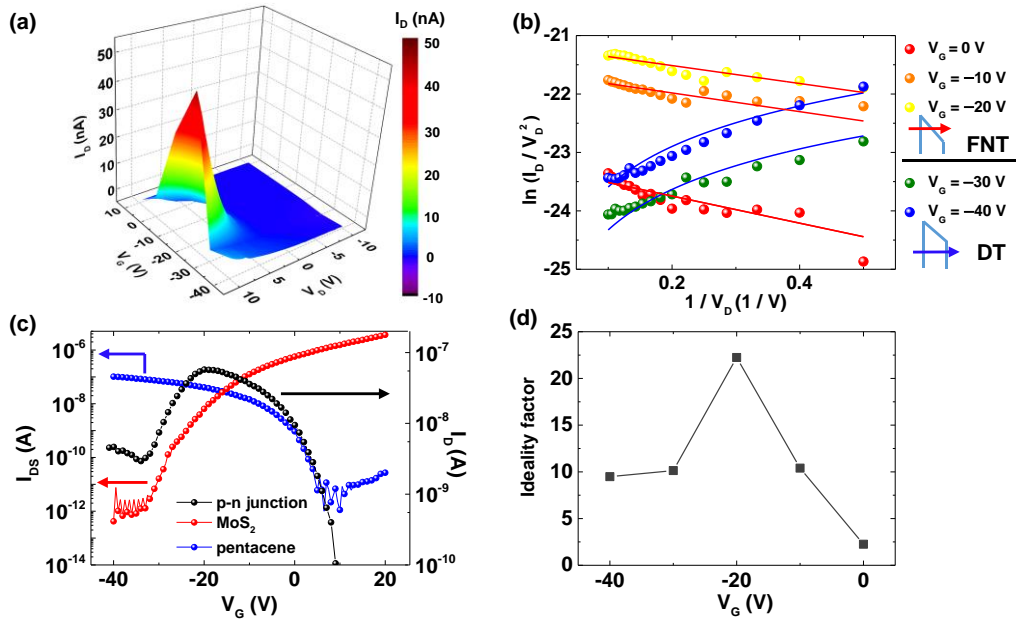 (a)
I_D (nA)
50
40
30
20
10
0
-10
I_D (nA)
50
40
30
20
10
0
10
0
-10
-20
-30
-40
V_G (V)
10
5
0
-5
-10
V_D (V)
(b)
ln (I_D / V_D^2)
-21
-22
-23
-24
-25
0.2
0.4
1 / V_D (1 / V)
V_G = 0 V
V_G = −10 V
V_G = −20 V
FNT
V_G = −30 V
V_G = −40 V
DT
(c)
I_DS (A)
10^-6
10^-8
10^-10
10^-12
10^-14
I_D (A)
10^-7
10^-8
10^-9
10^-10
p-n junction
MoS_2
pentacene
-40
-20
0
20
V_G (V)
(d)
Ideality factor
25
20
15
10
5
0
-40
-20
0
V_G (V)